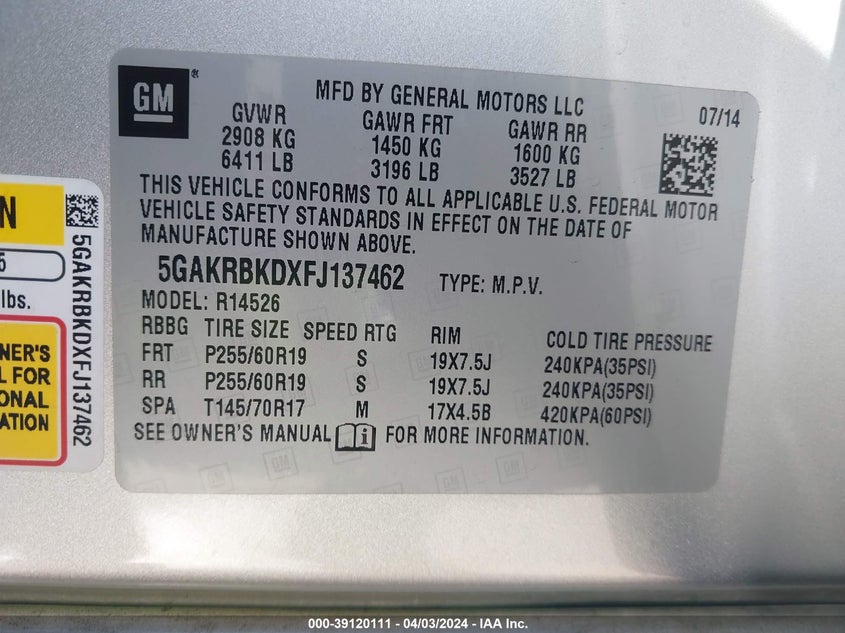 GM
®
MFD BY GENERAL MOTORS LLC
07/14
GVWR GAWR FRT GAWR RR
2908 KG 1450 KG 1600 KG
6411 LB 3196 LB 3527 LB
THIS VEHICLE CONFORMS TO ALL APPLICABLE U.S. FEDERAL MOTOR
VEHICLE SAFETY STANDARDS IN EFFECT ON THE DATE OF
MANUFACTURE SHOWN ABOVE.
5GAKRBKDXFJ137462 TYPE: M.P.V.
MODEL: R14526
RBBG TIRE SIZE SPEED RTG RIM COLD TIRE PRESSURE
FRT P255/60R19 S 19X7.5J 240KPA(35PSI)
RR P255/60R19 S 19X7.5J 240KPA(35PSI)
SPA T145/70R17 M 17X4.5B 420KPA(60PSI)
SEE OWNER'S MANUAL i FOR MORE INFORMATION.
N
5
lbs.
NER'S
L FOR
ONAL
ATION
5GAKRBKDXFJ137462
000-39120111 - 04/03/2024 - IAA Inc.